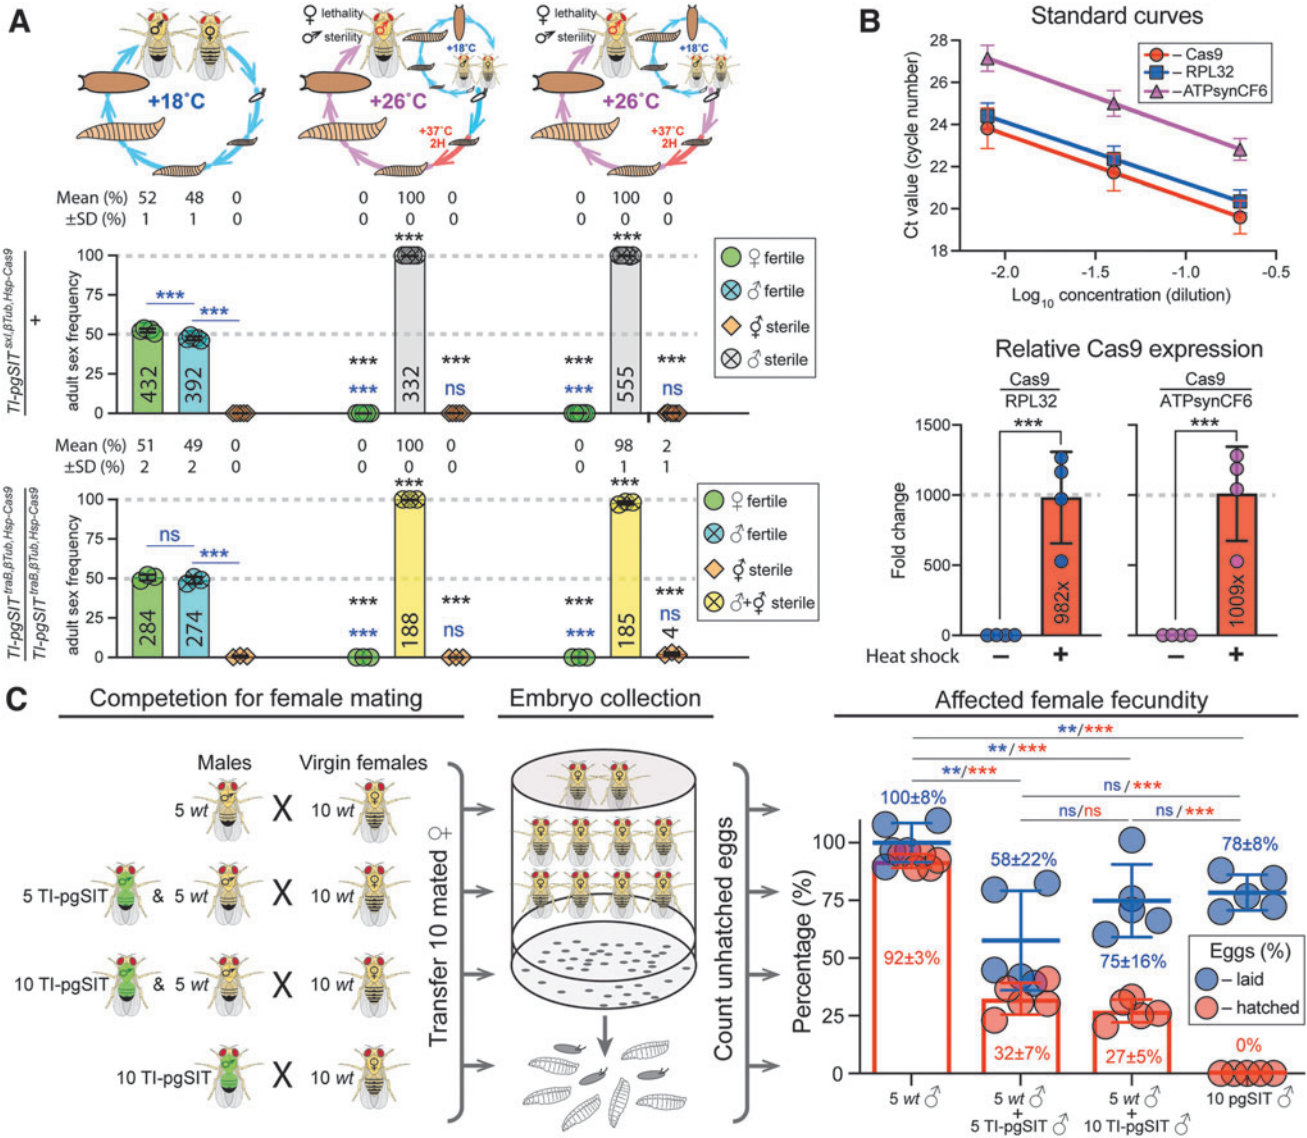 A
♀ lethality
♂ sterility
♀ lethality
♂ sterility
+18°C
+18°C
+18°C
+26°C
+26°C
+37°C
2H
+37°C
2H
Mean (%) 52 48 0 0 100 0 0 100 0
±SD (%) 1 1 0 0 0 0 0 0 0
TI-pgSIT sxl,βTub,Hsp-Cas9
+
adult sex frequency
100
75
50
25
0
*** ***
432 392
*** *** *** *** *** ***
332 555
*** ns *** ns
♀ fertile
♂ fertile
⚥ sterile
♂ sterile
Mean (%) 51 49 0 0 100 0 0 98 2
±SD (%) 2 2 0 0 0 0 0 1 1
TI-pgSIT traB,βTub,Hsp-Cas9
TI-pgSIT traB,βTub,Hsp-Cas9
adult sex frequency
100
75
50
25
0
ns ***
284 274
*** *** *** *** *** ***
188 185 4
*** ns *** ns
♀ fertile
♂ fertile
⚥ sterile
♂+⚥ sterile
B
Standard curves
Ct value (cycle number)
28
26
24
22
20
18
– Cas9
– RPL32
– ATPsynCF6
-2.0 -1.5 -1.0 -0.5
Log10 concentration (dilution)
Relative Cas9 expression
Cas9
RPL32
Cas9
ATPsynCF6
Fold change
1500
1000
500
0
*** ***
982x 1009x
Heat shock − + − +
C
Competetion for female mating
Males Virgin females
5 wt X 10 wt
5 TI-pgSIT & 5 wt X 10 wt
10 TI-pgSIT & 5 wt X 10 wt
10 TI-pgSIT X 10 wt
Transfer 10 mated ♀
Embryo collection
Count unhatched eggs
Affected female fecundity
**/***
**/***
**/***
ns/***
ns/ns
ns/***
Percentage (%)
100
75
50
25
0
100±8%
58±22%
75±16%
78±8%
92±3%
32±7%
27±5%
0%
Eggs (%)
– laid
– hatched
5 wt ♂
5 wt ♂
+
5 TI-pgSIT ♂
5 wt ♂
+
10 TI-pgSIT ♂
10 pgSIT ♂